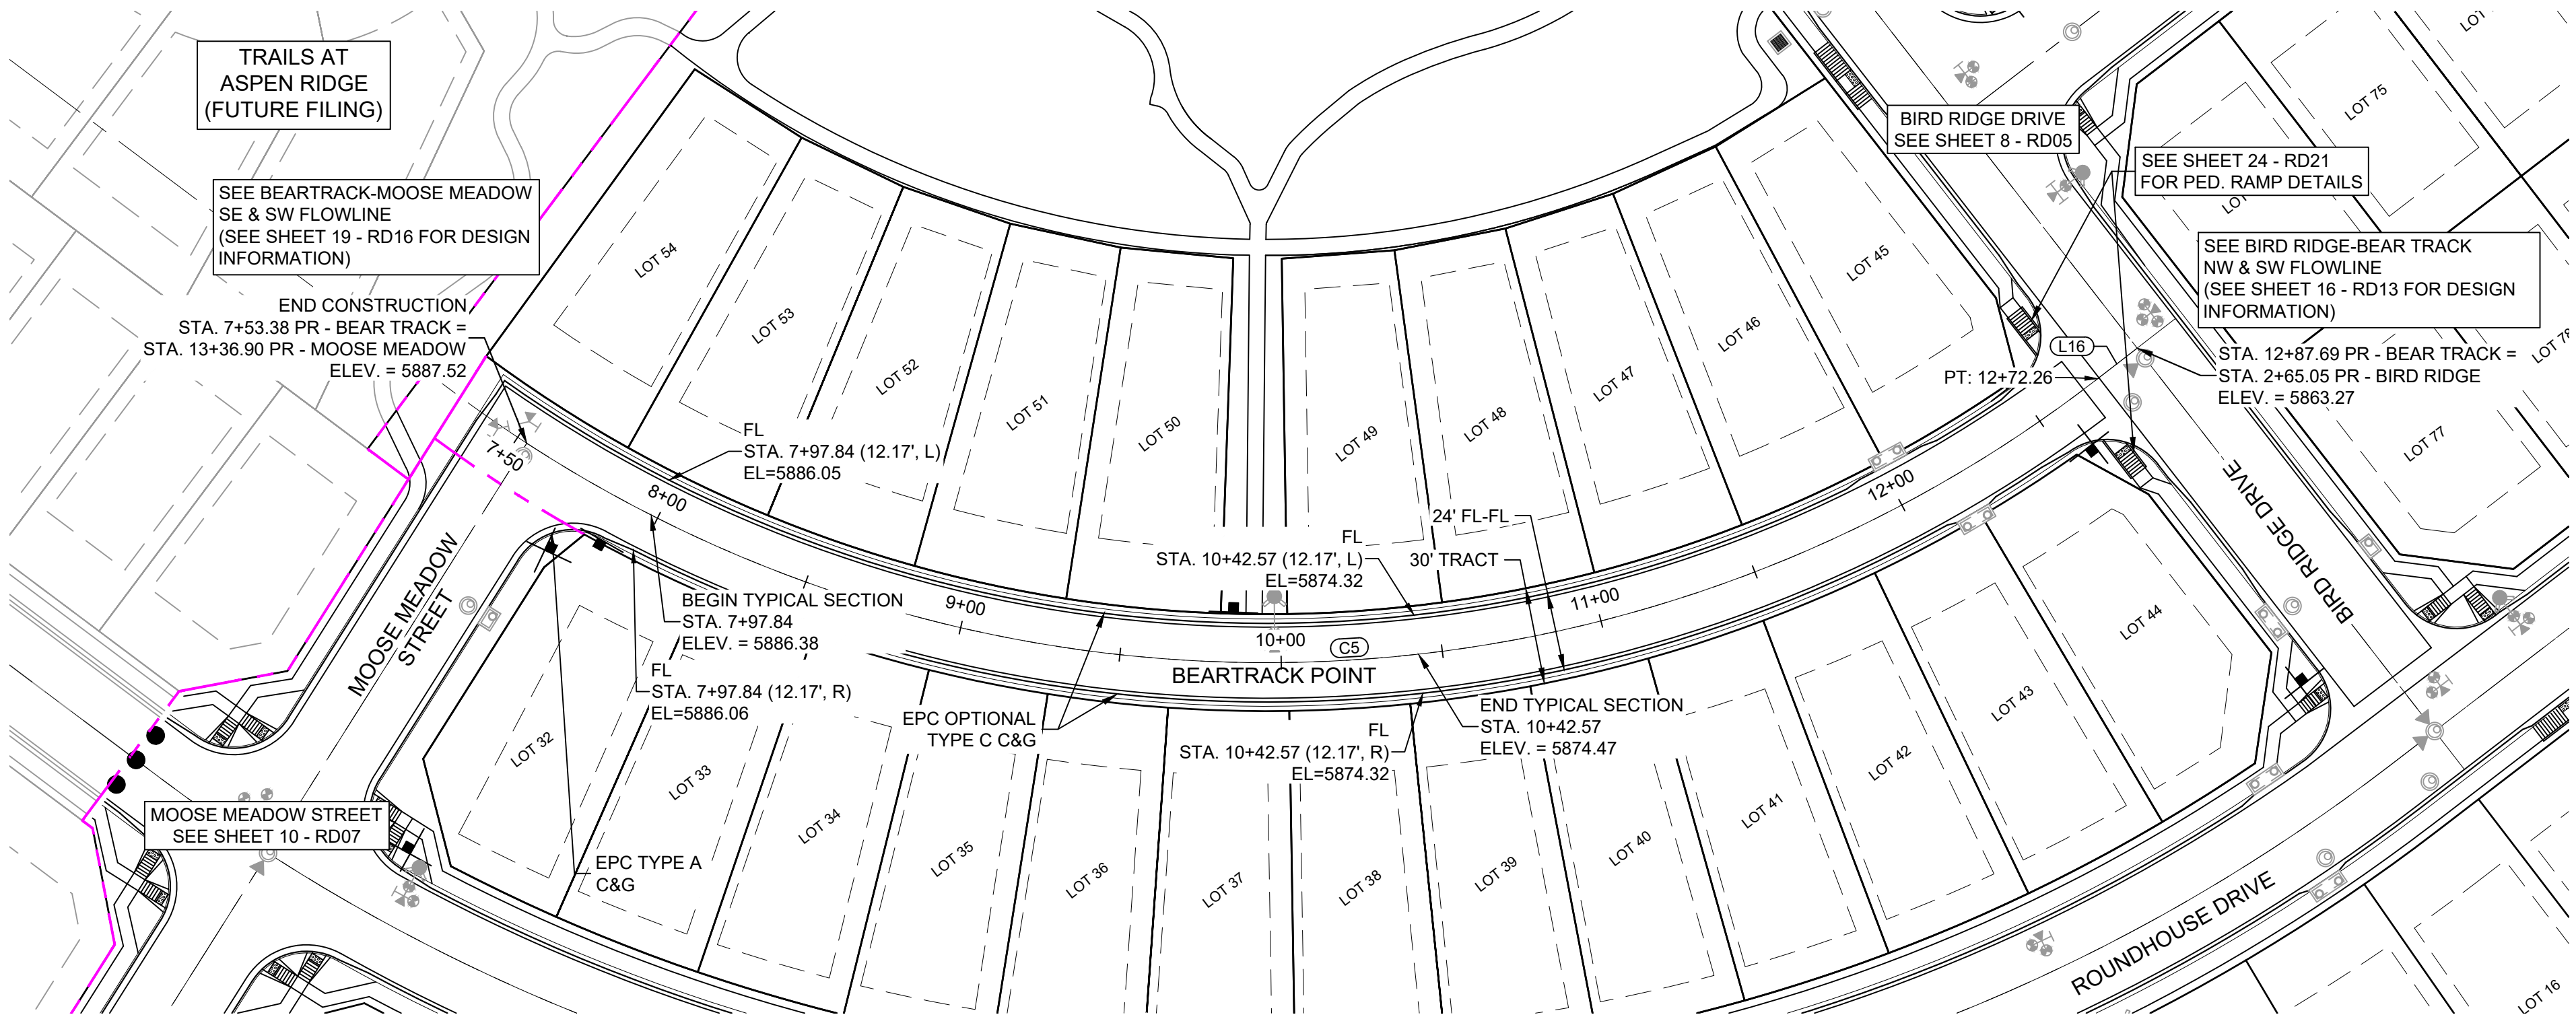 TRAILS AT
ASPEN RIDGE
(FUTURE FILING)
SEE BEARTRACK-MOOSE MEADOW
SE & SW FLOWLINE
(SEE SHEET 19 - RD16 FOR DESIGN
INFORMATION)
END CONSTRUCTION
STA. 7+53.38 PR - BEAR TRACK =
STA. 13+36.90 PR - MOOSE MEADOW
ELEV. = 5887.52
BIRD RIDGE DRIVE
SEE SHEET 8 - RD05
SEE SHEET 24 - RD21
FOR PED. RAMP DETAILS
SEE BIRD RIDGE-BEAR TRACK
NW & SW FLOWLINE
(SEE SHEET 16 - RD13 FOR DESIGN
INFORMATION)
STA. 12+87.69 PR - BEAR TRACK =
STA. 2+65.05 PR - BIRD RIDGE
ELEV. = 5863.27
L16
PT: 12+72.26
LOT 54
LOT 53
LOT 52
LOT 51
LOT 50
LOT 49
LOT 48
LOT 47
LOT 46
LOT 45
LOT 75
LOT 77
LOT 78
FL
STA. 7+97.84 (12.17', L)
EL=5886.05
7+50
8+00
9+00
10+00
11+00
12+00
FL
STA. 10+42.57 (12.17', L)
EL=5874.32
24' FL-FL
30' TRACT
C5
BEARTRACK POINT
BEGIN TYPICAL SECTION
STA. 7+97.84
ELEV. = 5886.38
FL
STA. 7+97.84 (12.17', R)
EL=5886.06
EPC OPTIONAL
TYPE C C&G
FL
STA. 10+42.57 (12.17', R)
EL=5874.32
END TYPICAL SECTION
STA. 10+42.57
ELEV. = 5874.47
MOOSE MEADOW
STREET
BIRD RIDGE DRIVE
BIRD RIDGE DRIVE
MOOSE MEADOW STREET
SEE SHEET 10 - RD07
EPC TYPE A
C&G
LOT 32
LOT 33
LOT 34
LOT 35
LOT 36
LOT 37
LOT 38
LOT 39
LOT 40
LOT 41
LOT 42
LOT 43
LOT 44
ROUNDHOUSE DRIVE
LOT 16
LOT
LOT